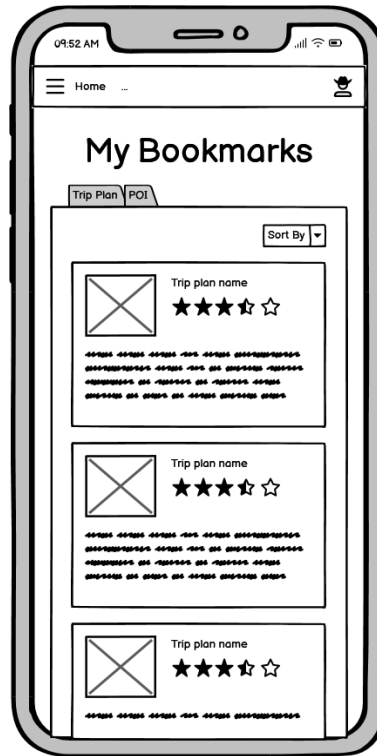 09:52 AM
Home ...
My Bookmarks
Trip Plan POI
Sort By
Trip plan name
Trip plan name
Trip plan name